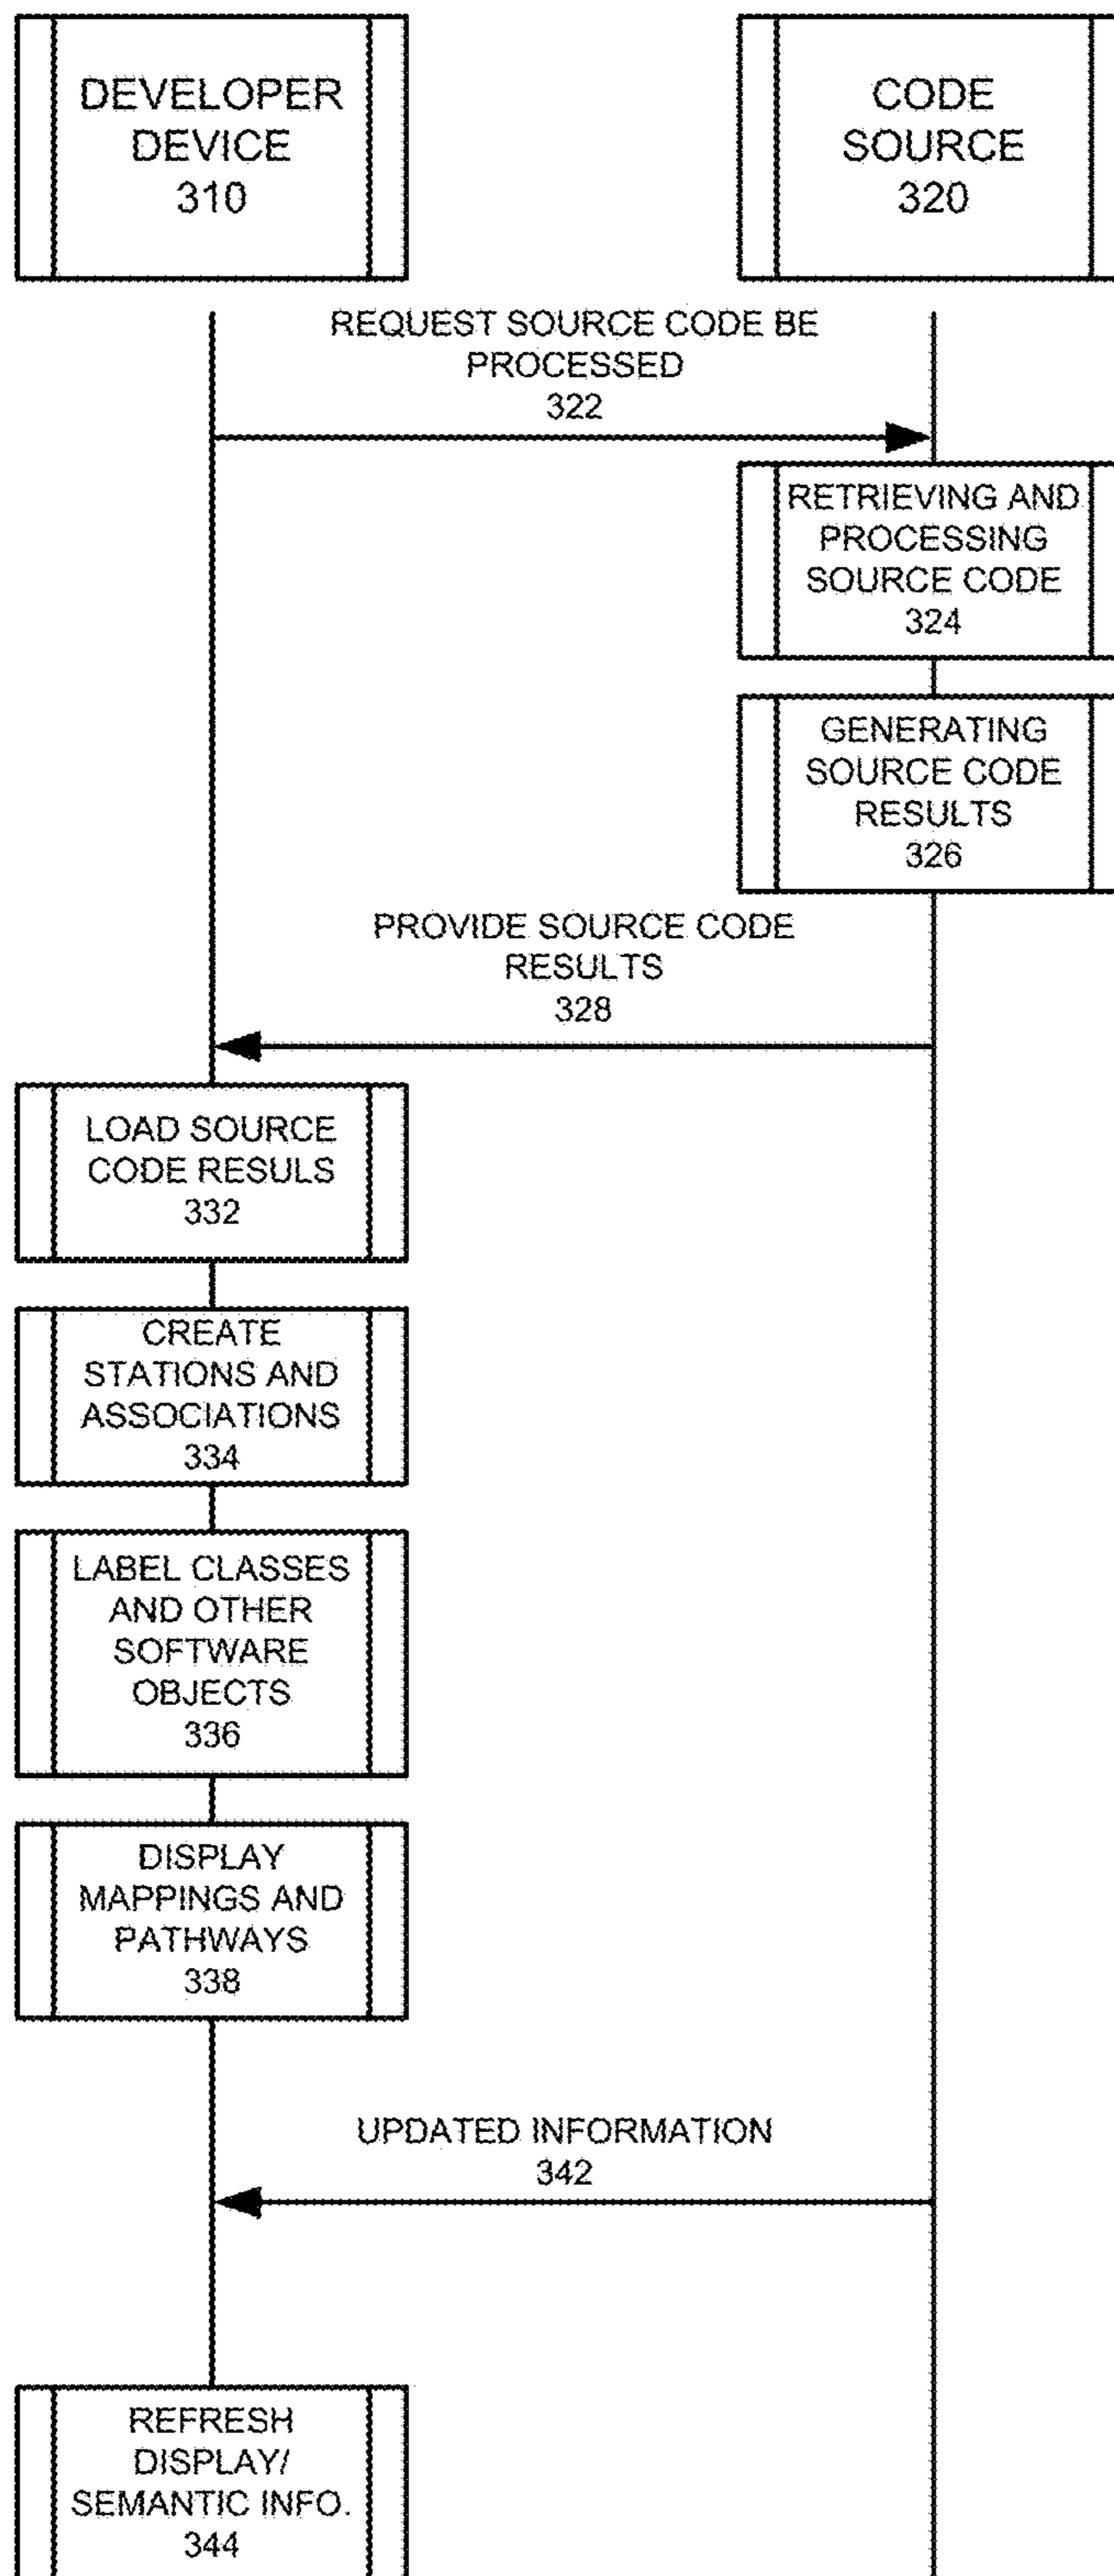 DEVELOPER
DEVICE
310
CODE
SOURCE
320
REQUEST SOURCE CODE BE
PROCESSED
322
RETRIEVING AND
PROCESSING
SOURCE CODE
324
GENERATING
SOURCE CODE
RESULTS
326
PROVIDE SOURCE CODE
RESULTS
328
LOAD SOURCE
CODE RESULS
332
CREATE
STATIONS AND
ASSOCIATIONS
334
LABEL CLASSES
AND OTHER
SOFTWARE
OBJECTS
336
DISPLAY
MAPPINGS AND
PATHWAYS
338
UPDATED INFORMATION
342
REFRESH
DISPLAY/
SEMANTIC INFO.
344